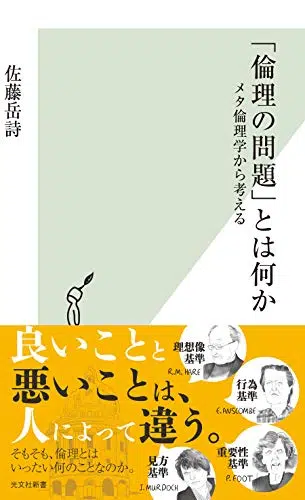 「倫理の問題」とは何か
メタ倫理学から考える
佐藤岳詩
良いことと
悪いことは、
人によって違う。
そもそも、倫理とは
いったい何のことなのか。
光文社新書
理想像
基準
R.M. HARE
行為
基準
E.ANSCOMBE
見方
基準
I.MURDOCH
重要性
基準
P.FOOT